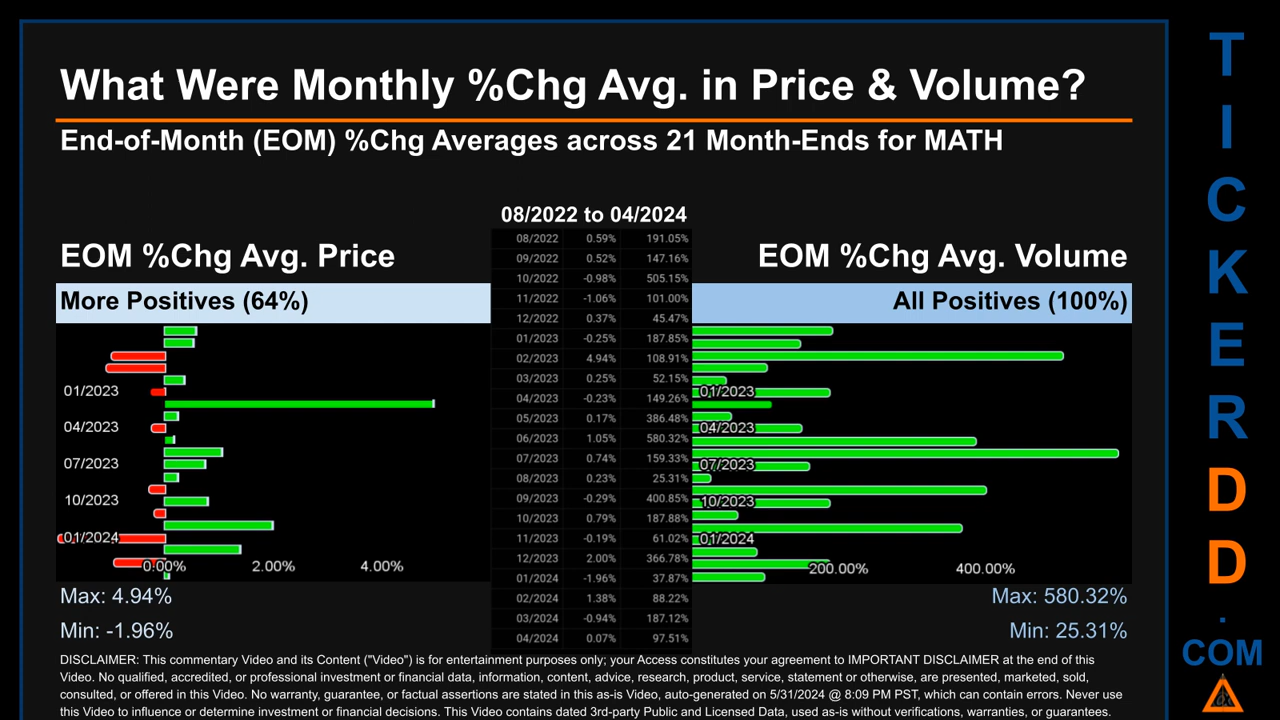 What Were Monthly %Chg Avg. in Price & Volume?
End-of-Month (EOM) %Chg Averages across 21 Month-Ends for MATH
08/2022 to 04/2024
EOM %Chg Avg. Price
EOM %Chg Avg. Volume
More Positives (64%)
All Positives (100%)
08/2022 0.59% 191.05%
09/2022 0.52% 147.16%
10/2022 -0.98% 505.15%
11/2022 -1.06% 101.00%
12/2022 0.37% 45.47%
01/2023 -0.25% 187.85%
02/2023 4.94% 108.91%
03/2023 0.25% 52.15%
04/2023 -0.23% 149.26%
05/2023 0.17% 386.48%
06/2023 1.05% 580.32%
07/2023 0.74% 159.33%
08/2023 0.23% 25.31%
09/2023 -0.29% 400.85%
10/2023 0.79% 187.88%
11/2023 -0.19% 61.02%
12/2023 2.00% 366.78%
01/2024 -1.96% 37.87%
02/2024 1.38% 88.22%
03/2024 -0.94% 187.12%
04/2024 0.07% 97.51%
01/2023
04/2023
07/2023
10/2023
01/2024
0.00% 2.00% 4.00%
01/2023
04/2023
07/2023
10/2023
01/2024
200.00% 400.00%
Max: 4.94%
Min: -1.96%
Max: 580.32%
Min: 25.31%
DISCLAIMER: This commentary Video and its Content ("Video") is for entertainment purposes only; your Access constitutes your agreement to IMPORTANT DISCLAIMER at the end of this
Video. No qualified, accredited, or professional investment or financial data, information, content, advice, research, product, service, statement or otherwise, are presented, marketed, sold,
consulted, or offered in this Video. No warranty, guarantee, or factual assertions are stated in this as-is Video, auto-generated on 5/31/2024 @ 8:09 PM PST, which can contain errors. Never use
this Video to influence or determine investment or financial decisions. This Video contains dated 3rd-party Public and Licensed Data, used as-is without verifications, warranties, or guarantees.
T
I
C
K
E
R
D
D
.
COM